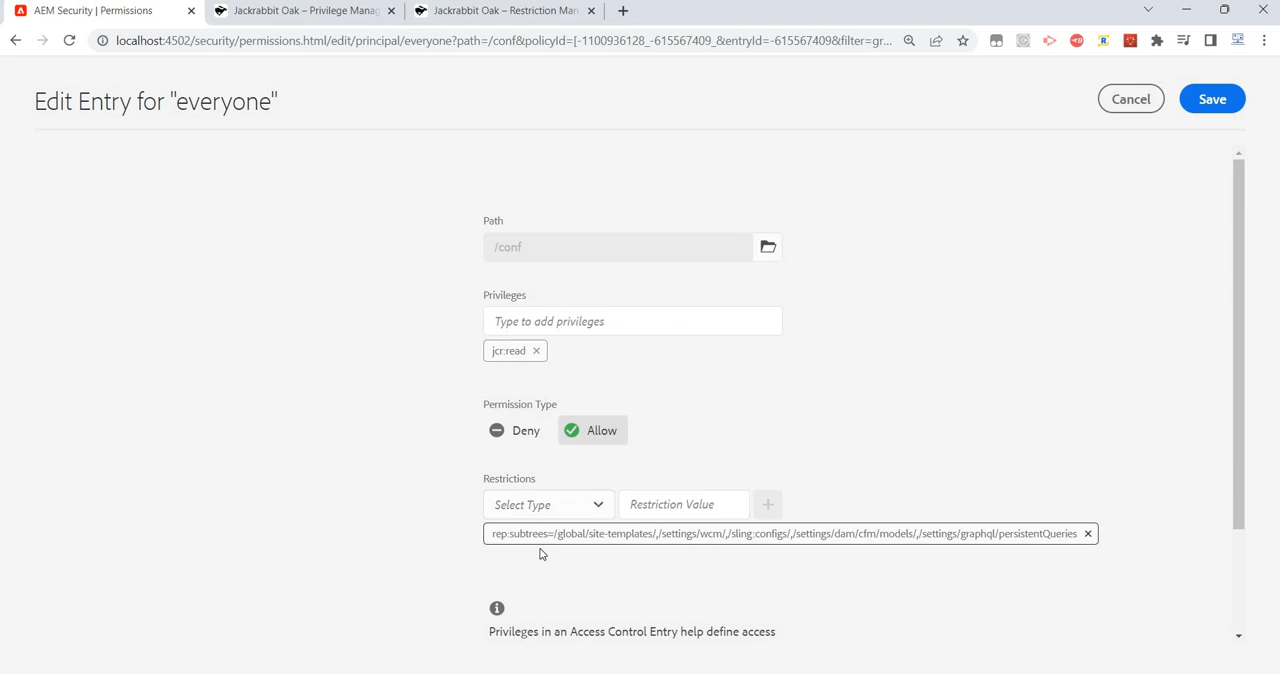 AEM Security | Permissions
Jackrabbit Oak – Privilege Manag
Jackrabbit Oak – Restriction Man
localhost:4502/security/permissions.html/edit/principal/everyone?path=/conf&policyId=[-1100936128_-615567409_&entryId=-615567409&filter=gr...
Edit Entry for "everyone"
Cancel
Save
Path
/conf
Privileges
Type to add privileges
jcr:read
Permission Type
Deny
Allow
Restrictions
Select Type
Restriction Value
rep:subtrees=/global/site-templates/,/settings/wcm/,/sling:configs/,/settings/dam/cfm/models/,/settings/graphql/persistentQueries
Privileges in an Access Control Entry help define access